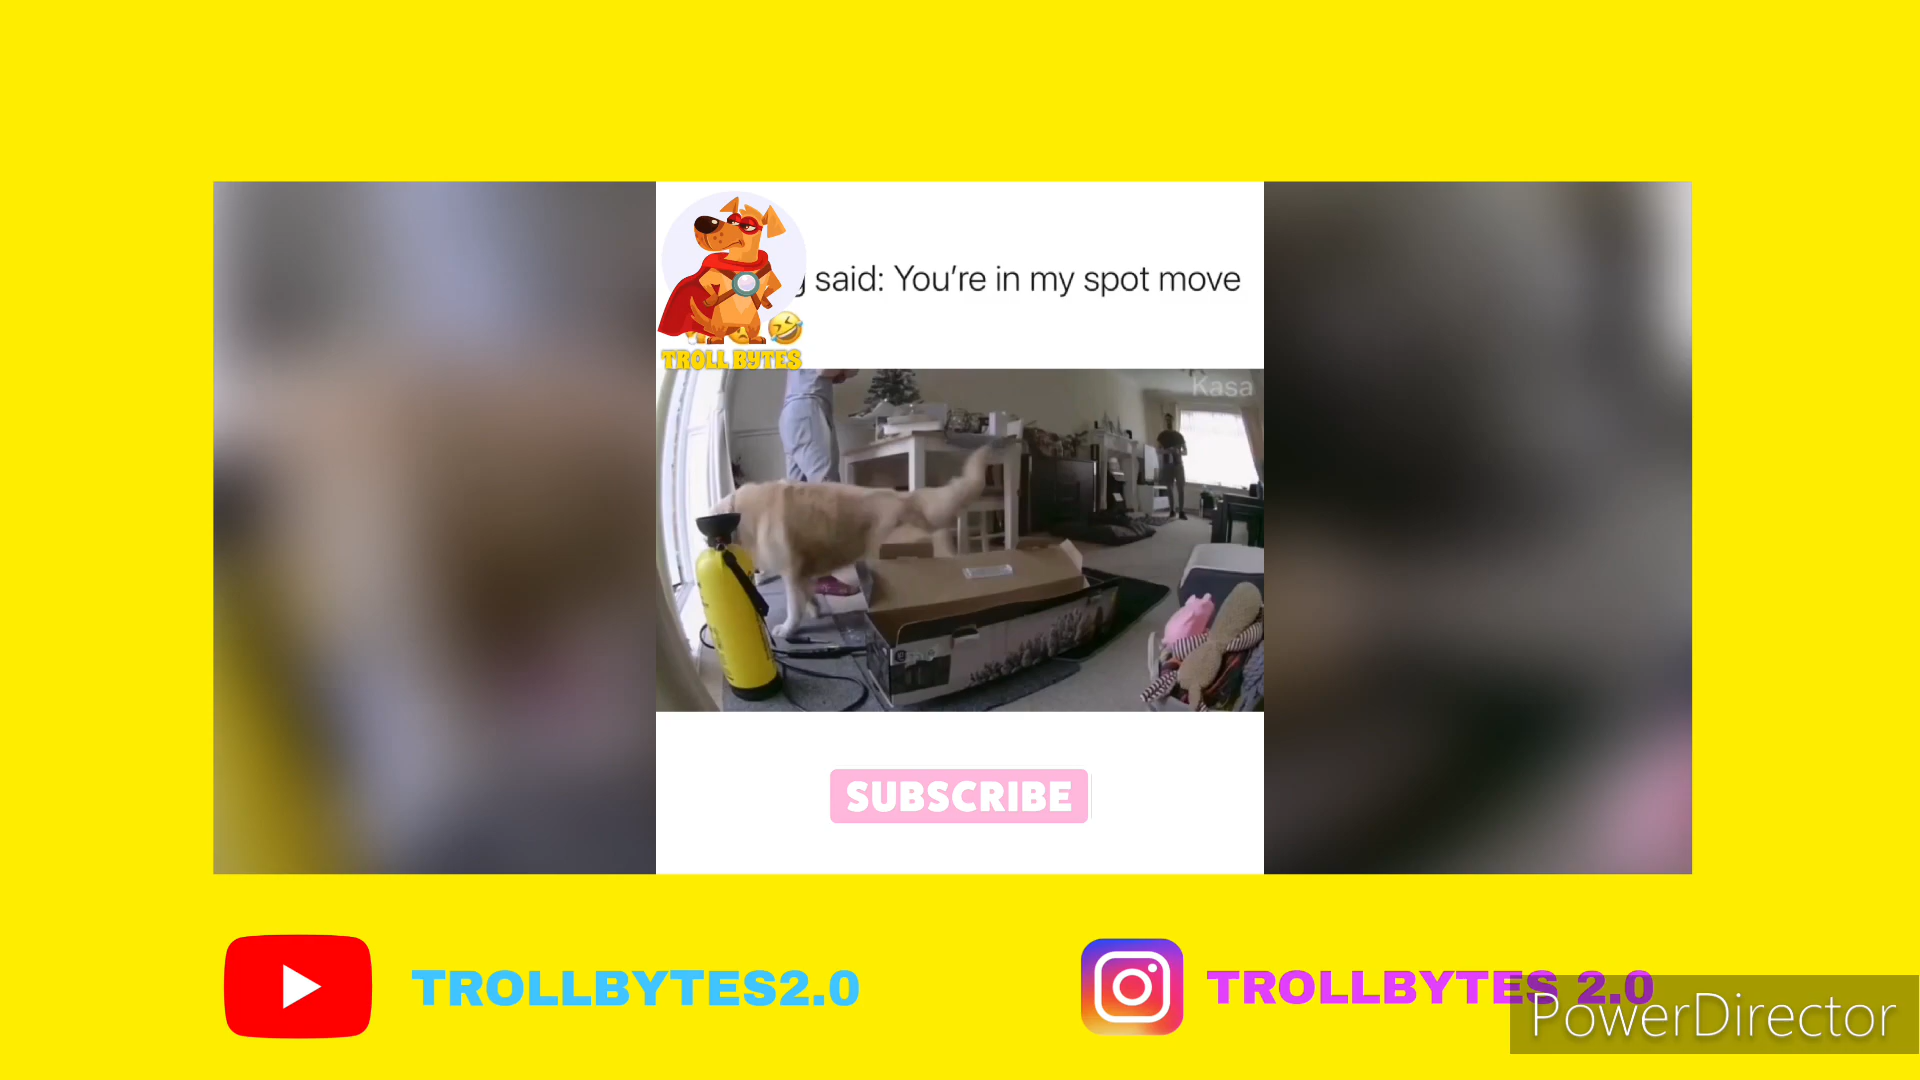 said: You're in my spot move
TROLL BYTES
Kasa
SUBSCRIBE
TROLLBYTES2.0
TROLLBYTES 2.0
PowerDirector